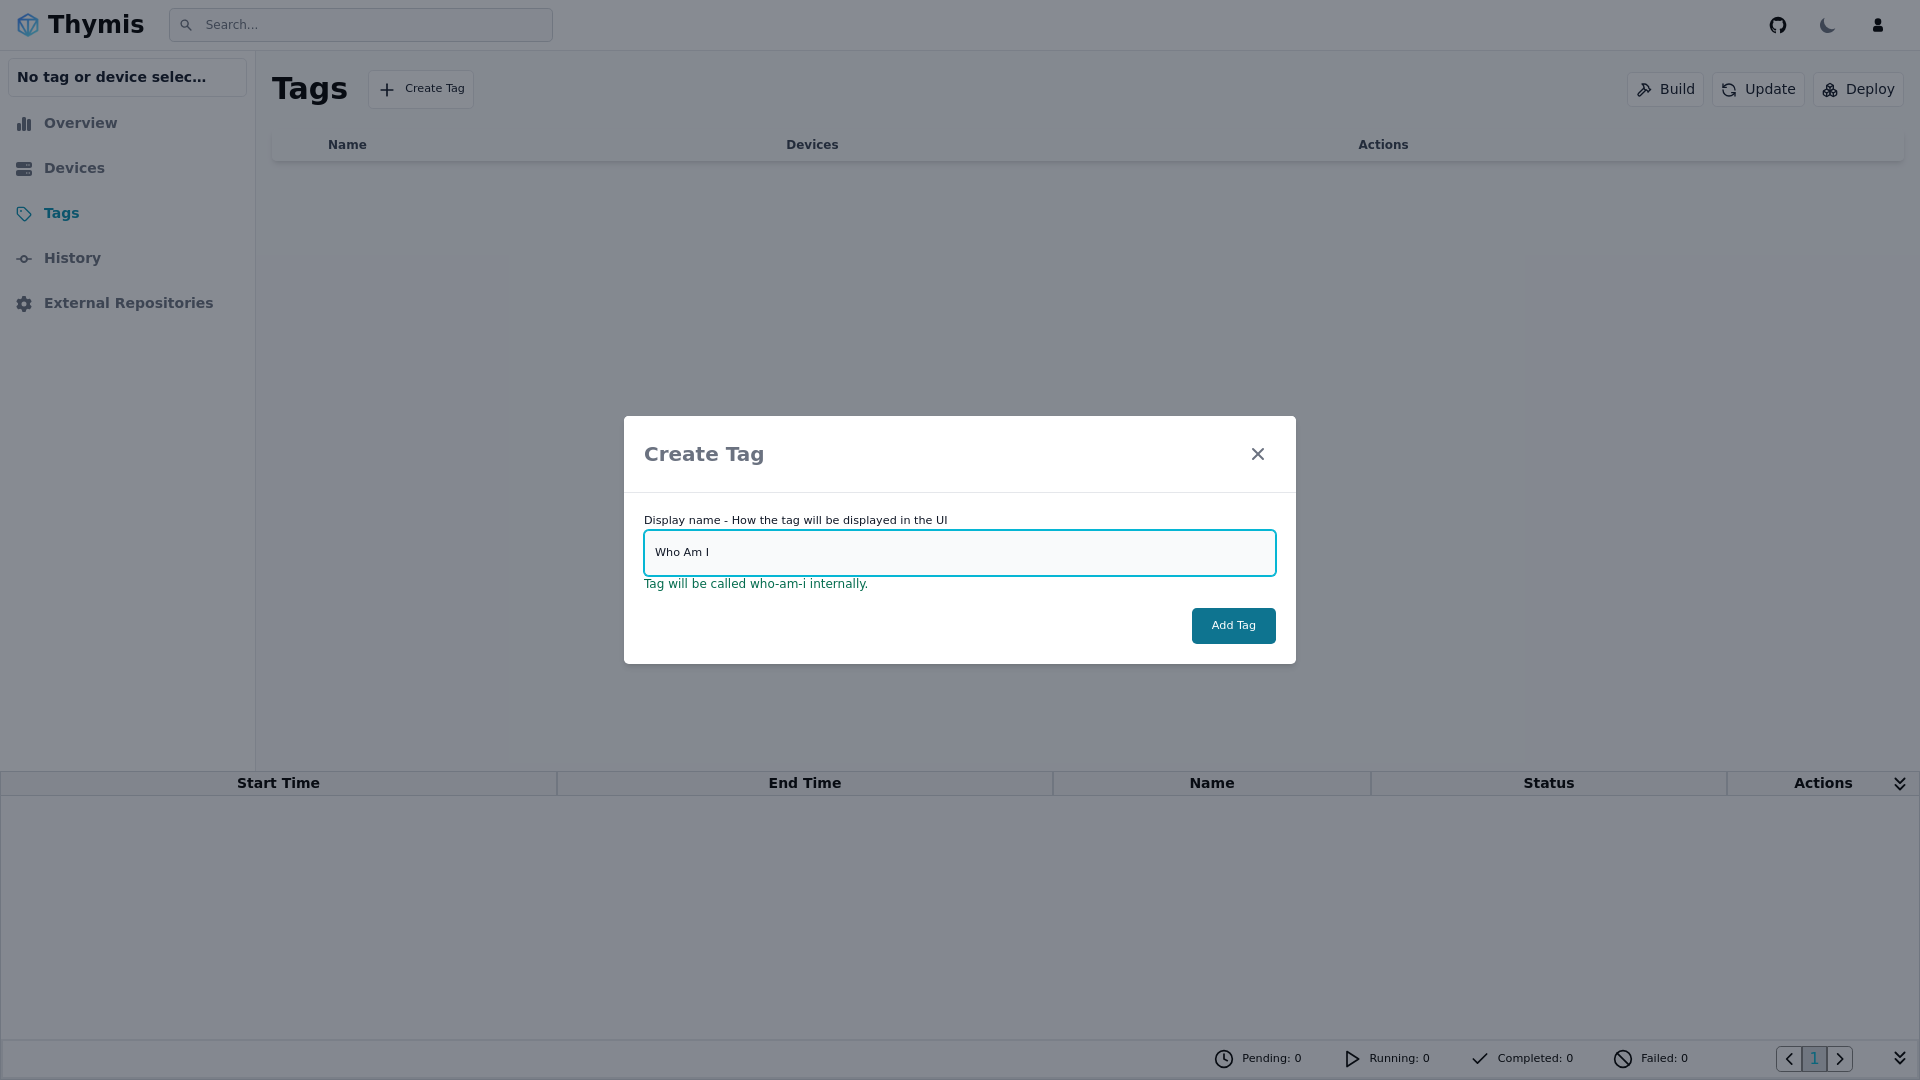 Thymis
Search...
No tag or device selec...
Overview
Devices
Tags
History
External Repositories
Tags
Create Tag
Build
Update
Deploy
Name Devices Actions
Create Tag
Display name - How the tag will be displayed in the UI
Who Am I
Tag will be called who-am-i internally.
Add Tag
Start Time End Time Name Status Actions
Pending: 0 Running: 0 Completed: 0 Failed: 0 1